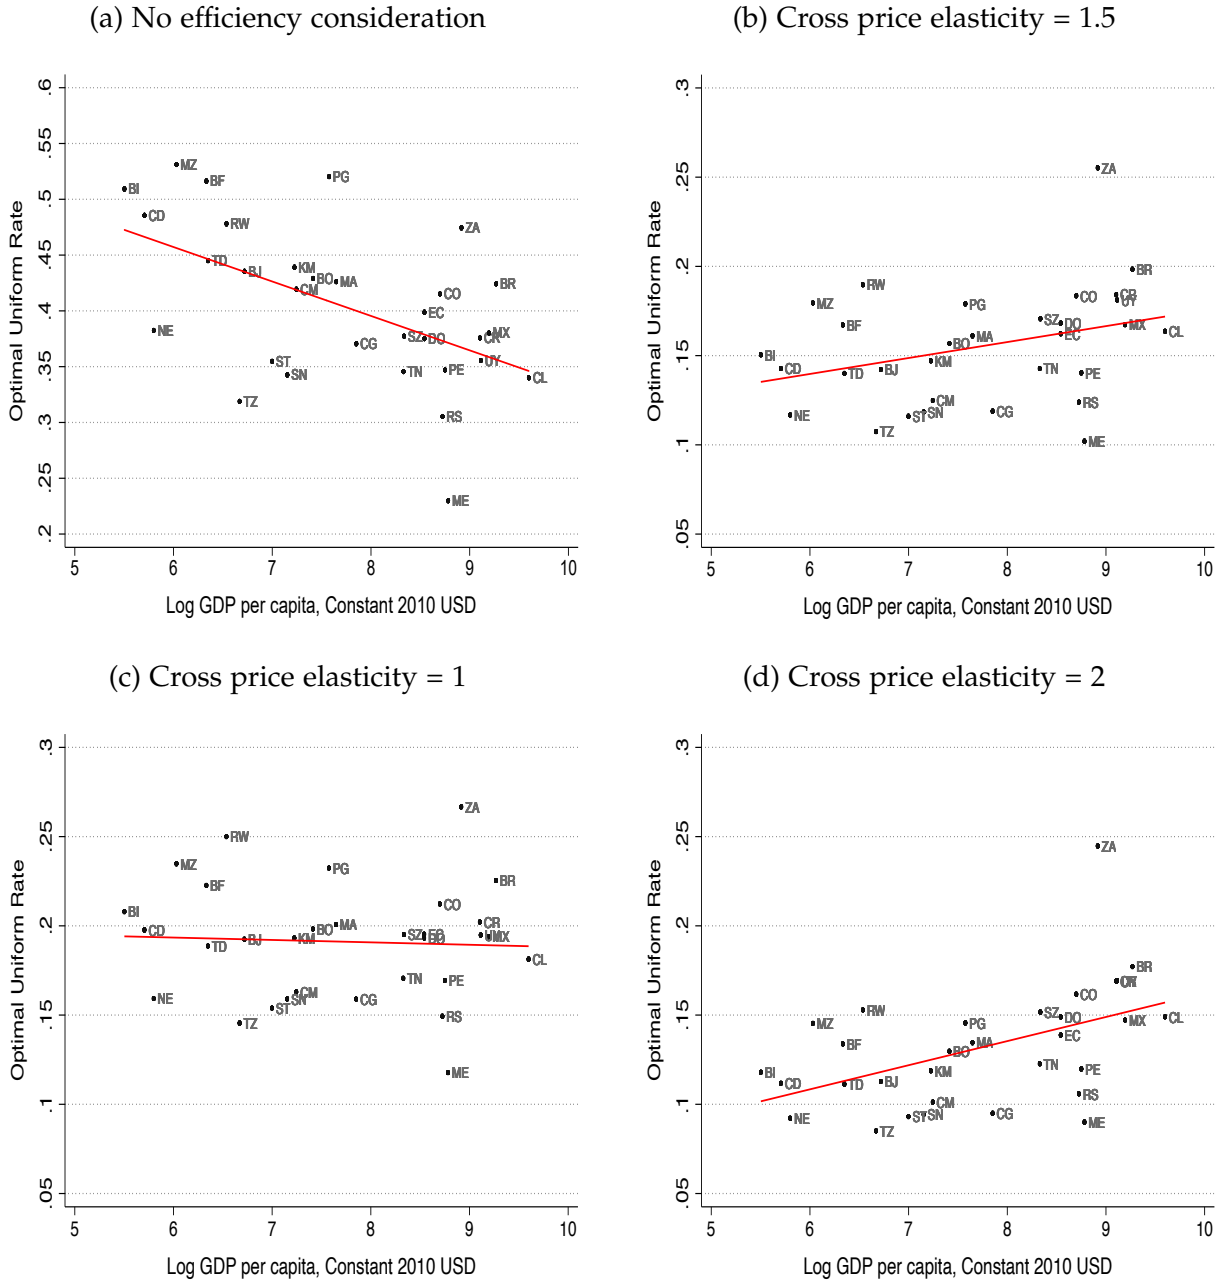 (a) No efficiency consideration
Optimal Uniform Rate
.6
.55
.5
.45
.4
.35
.3
.25
.2
MZ
BF
PG
BI
CD
RW
ZA
TD
BJ
KM
BO
MA
CM
BR
CO
EC
NE
SZ
DO
MX
CR
CG
ST
SN
TN
PE
UY
CL
TZ
RS
ME
5 6 7 8 9 10
Log GDP per capita, Constant 2010 USD
(b) Cross price elasticity = 1.5
Optimal Uniform Rate
.3
.25
.2
.15
.1
.05
ZA
BR
RW
MZ
PG
CO
CR
UY
BF
SZ
DO
MX
EC
CL
MA
BO
BI
KM
CD
TD
BJ
TN
PE
NE
CM
SN
ST
CG
RS
TZ
ME
5 6 7 8 9 10
Log GDP per capita, Constant 2010 USD
(c) Cross price elasticity = 1
Optimal Uniform Rate
.3
.25
.2
.15
.1
.05
ZA
RW
MZ
PG
BF
BR
BI
CO
CD
MA
BO
CR
TD
BJ
KM
SZ
EC
DO
UY
MX
CL
TN
PE
NE
CM
SN
ST
CG
TZ
RS
ME
5 6 7 8 9 10
Log GDP per capita, Constant 2010 USD
(d) Cross price elasticity = 2
Optimal Uniform Rate
.3
.25
.2
.15
.1
.05
ZA
BR
CR
UY
CO
RW
SZ
DO
MX
CL
MZ
PG
EC
BF
MA
BO
BI
KM
TN
PE
CD
TD
BJ
CM
RS
NE
ST
SN
CG
TZ
ME
5 6 7 8 9 10
Log GDP per capita, Constant 2010 USD